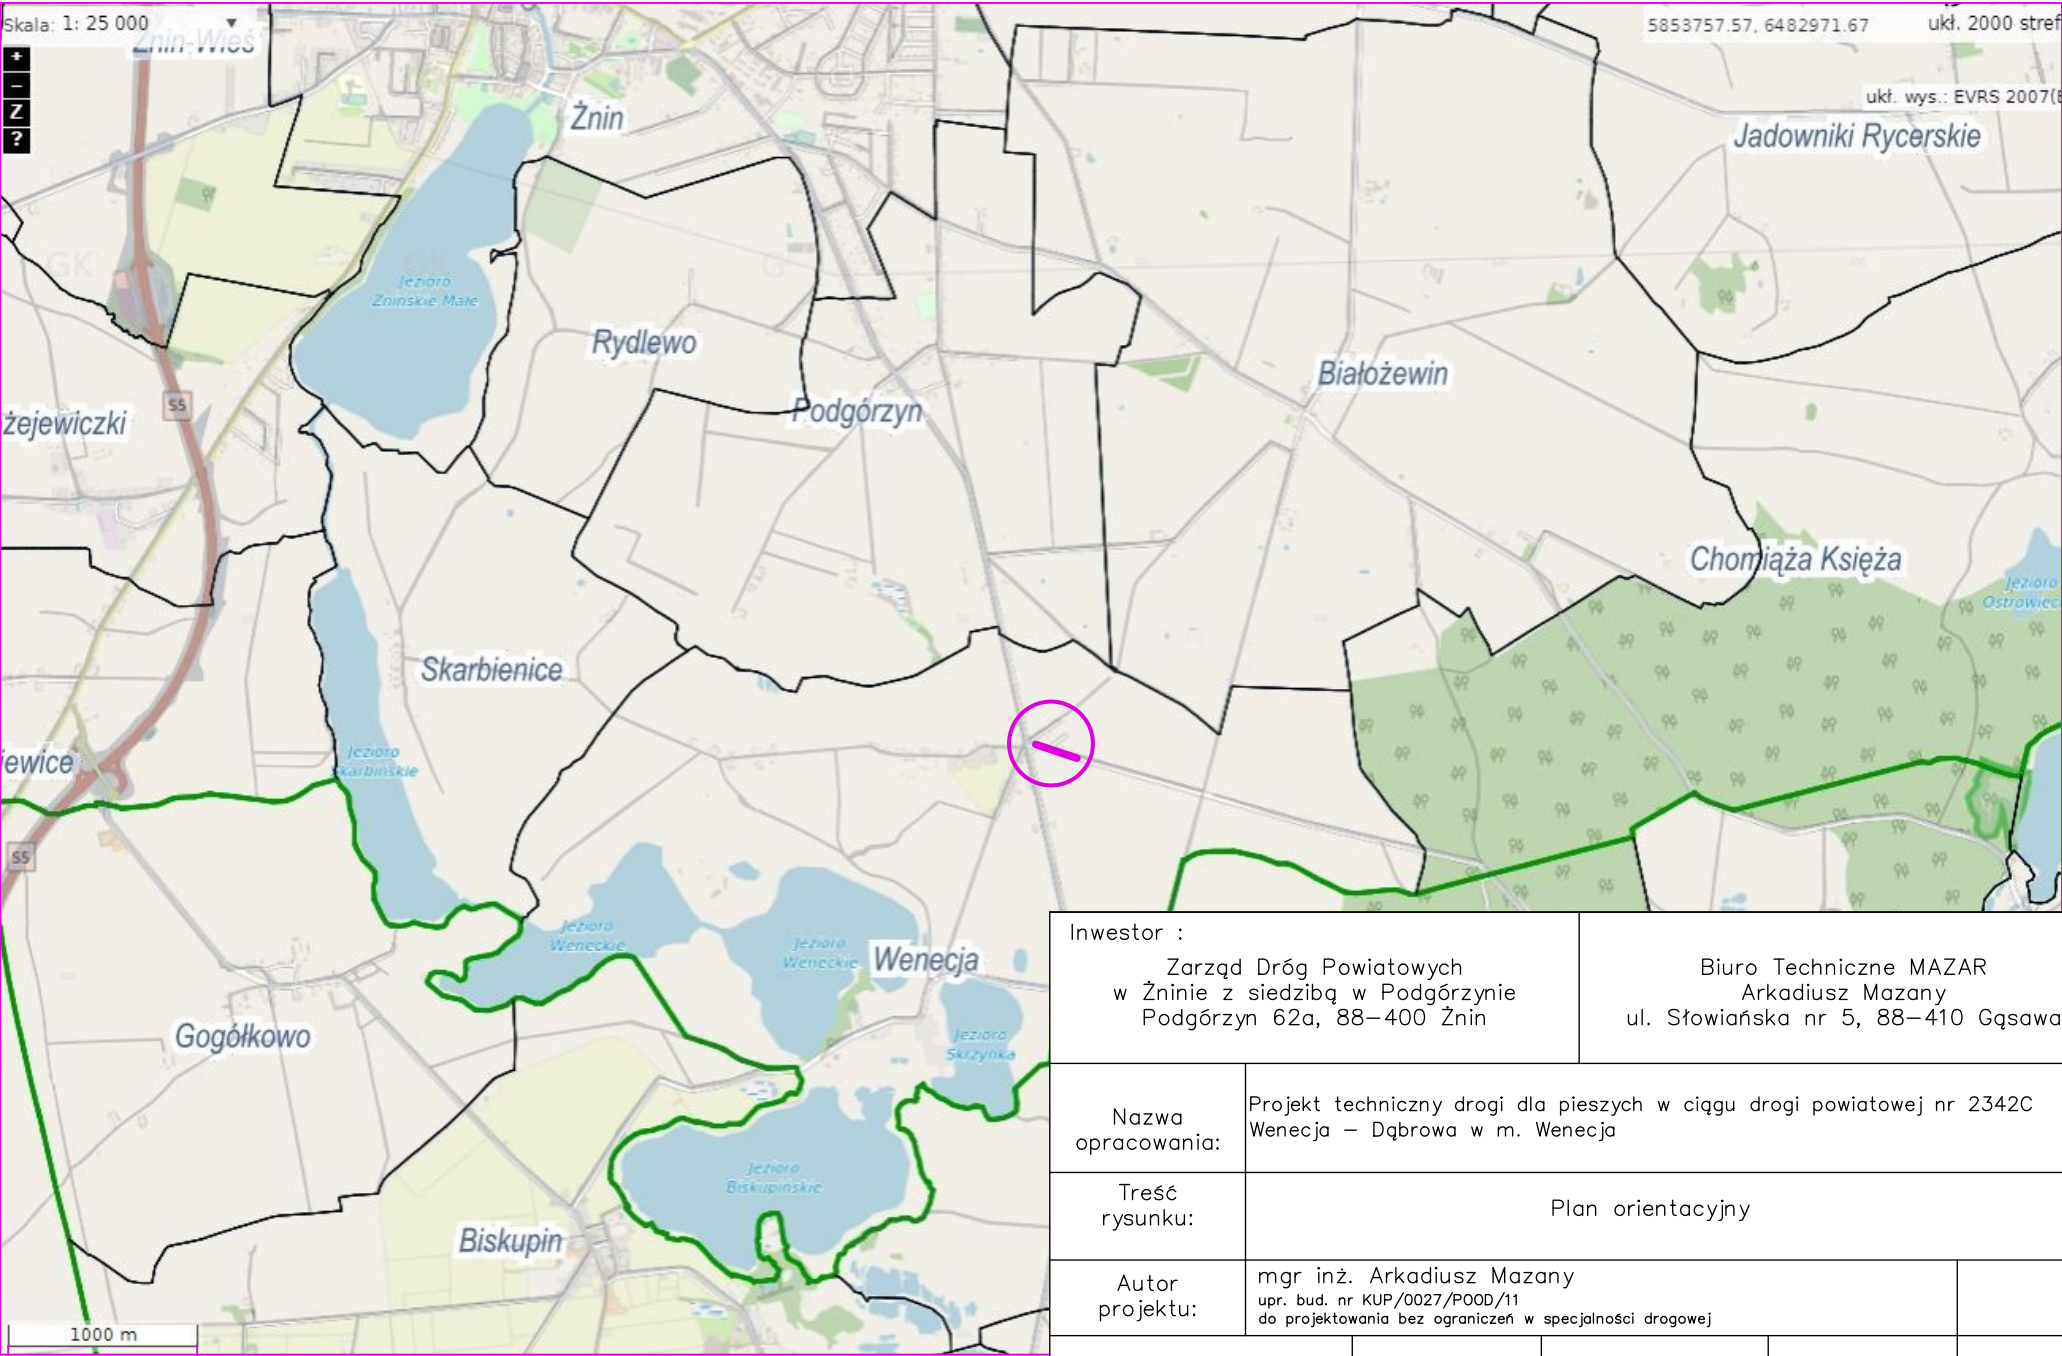 Skala: 1: 25 000
5853757.57, 6482971.67
ukł. 2000 stref
ukł. wys.: EVRS 2007(
+
−
Z
?
Żnin-Wieś
Żnin
Jadowniki Rycerskie
Jezioro
Żnińskie Małe
Rydlewo
Białożewin
S5
Podgórzyn
żejewiczki
Chomiąża Księża
Jezioro
Ostrowiec
Skarbienice
Jezioro
Skarbińskie
iewice
S5
Jezioro
Weneckie
Jezioro
Weneckie
Wenecja
Gogółkowo
Jezioro
Skrzynka
Jezioro
Biskupińskie
Biskupin
1000 m
Inwestor :
Zarząd Dróg Powiatowych
w Żninie z siedzibą w Podgórzynie
Podgórzyn 62a, 88–400 Żnin
Biuro Techniczne MAZAR
Arkadiusz Mazany
ul. Słowiańska nr 5, 88–410 Gąsawa
Nazwa
opracowania:
Projekt techniczny drogi dla pieszych w ciągu drogi powiatowej nr 2342C
Wenecja – Dąbrowa w m. Wenecja
Treść
rysunku:
Plan orientacyjny
Autor
projektu:
mgr inż. Arkadiusz Mazany
upr. bud. nr KUP/0027/POOD/11
do projektowania bez ograniczeń w specjalności drogowej